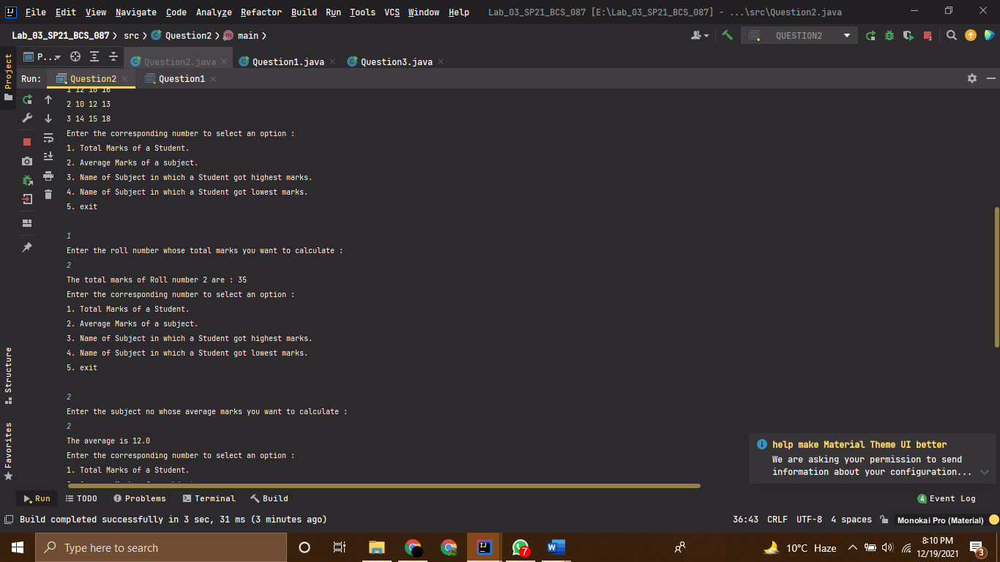 File Edit View Navigate Code Analyze Refactor Build Run Tools VCS Window Help Lab_03_SP21_BCS_087 [E:\Lab_03_SP21_BCS_087] - ...\src\Question2.java
Lab_03_SP21_BCS_087 src Question2 main QUESTION2
Project
P... Question2.java Question1.java Question3.java
Run: Question2 Question1
1 12 16 18
2 10 12 13
3 14 15 18
Enter the corresponding number to select an option :
1. Total Marks of a Student.
2. Average Marks of a subject.
3. Name of Subject in which a Student got highest marks.
4. Name of Subject in which a Student got lowest marks.
5. exit
1
Enter the roll number whose total marks you want to calculate :
2
The total marks of Roll number 2 are : 35
Enter the corresponding number to select an option :
1. Total Marks of a Student.
2. Average Marks of a subject.
3. Name of Subject in which a Student got highest marks.
4. Name of Subject in which a Student got lowest marks.
5. exit
2
Enter the subject no whose average marks you want to calculate :
2
The average is 12.0
Enter the corresponding number to select an option :
1. Total Marks of a Student.
Structure
Favorites
help make Material Theme UI better
We are asking your permission to send
information about your configuration...
Run TODO Problems Terminal Build 4 Event Log
Build completed successfully in 3 sec, 31 ms (3 minutes ago) 36:43 CRLF UTF-8 4 spaces Monokai Pro (Material)
Type here to search 7 10°C Haze 8:10 PM
12/19/2021 3